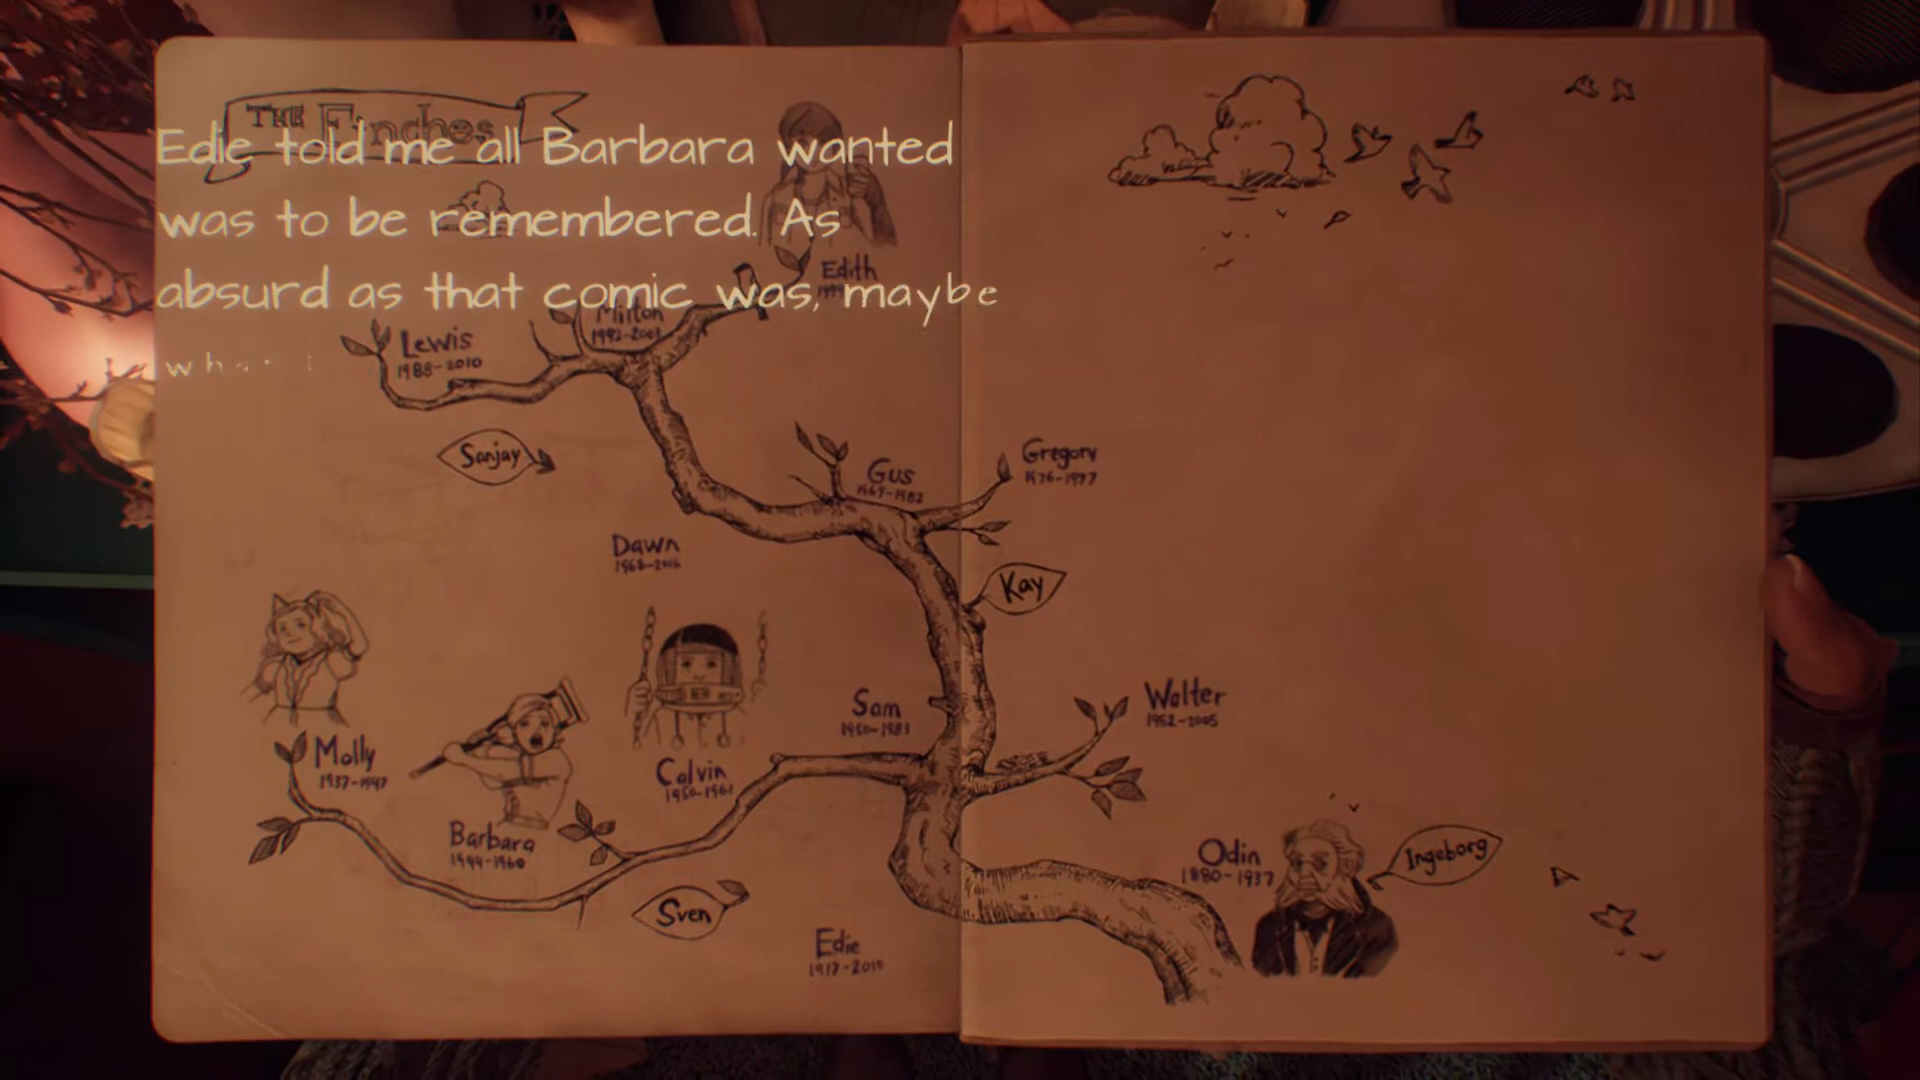 THE Finches
Edie told me all Barbara wanted
was to be remembered. As
absurd as that comic was, maybe
Edith
Milton
1992-2003
Lewis
1988-2010
Sanjay
Gus
1969-1982
Gregory
1976-1977
Dawn
1968-2016
Kay
Sam
1950-1983
Walter
1952-2005
Molly
1937-1947
Calvin
1950-1961
Barbara
1944-1960
Odin
1880-1937
Ingeborg
Sven
Edie
1917-2010